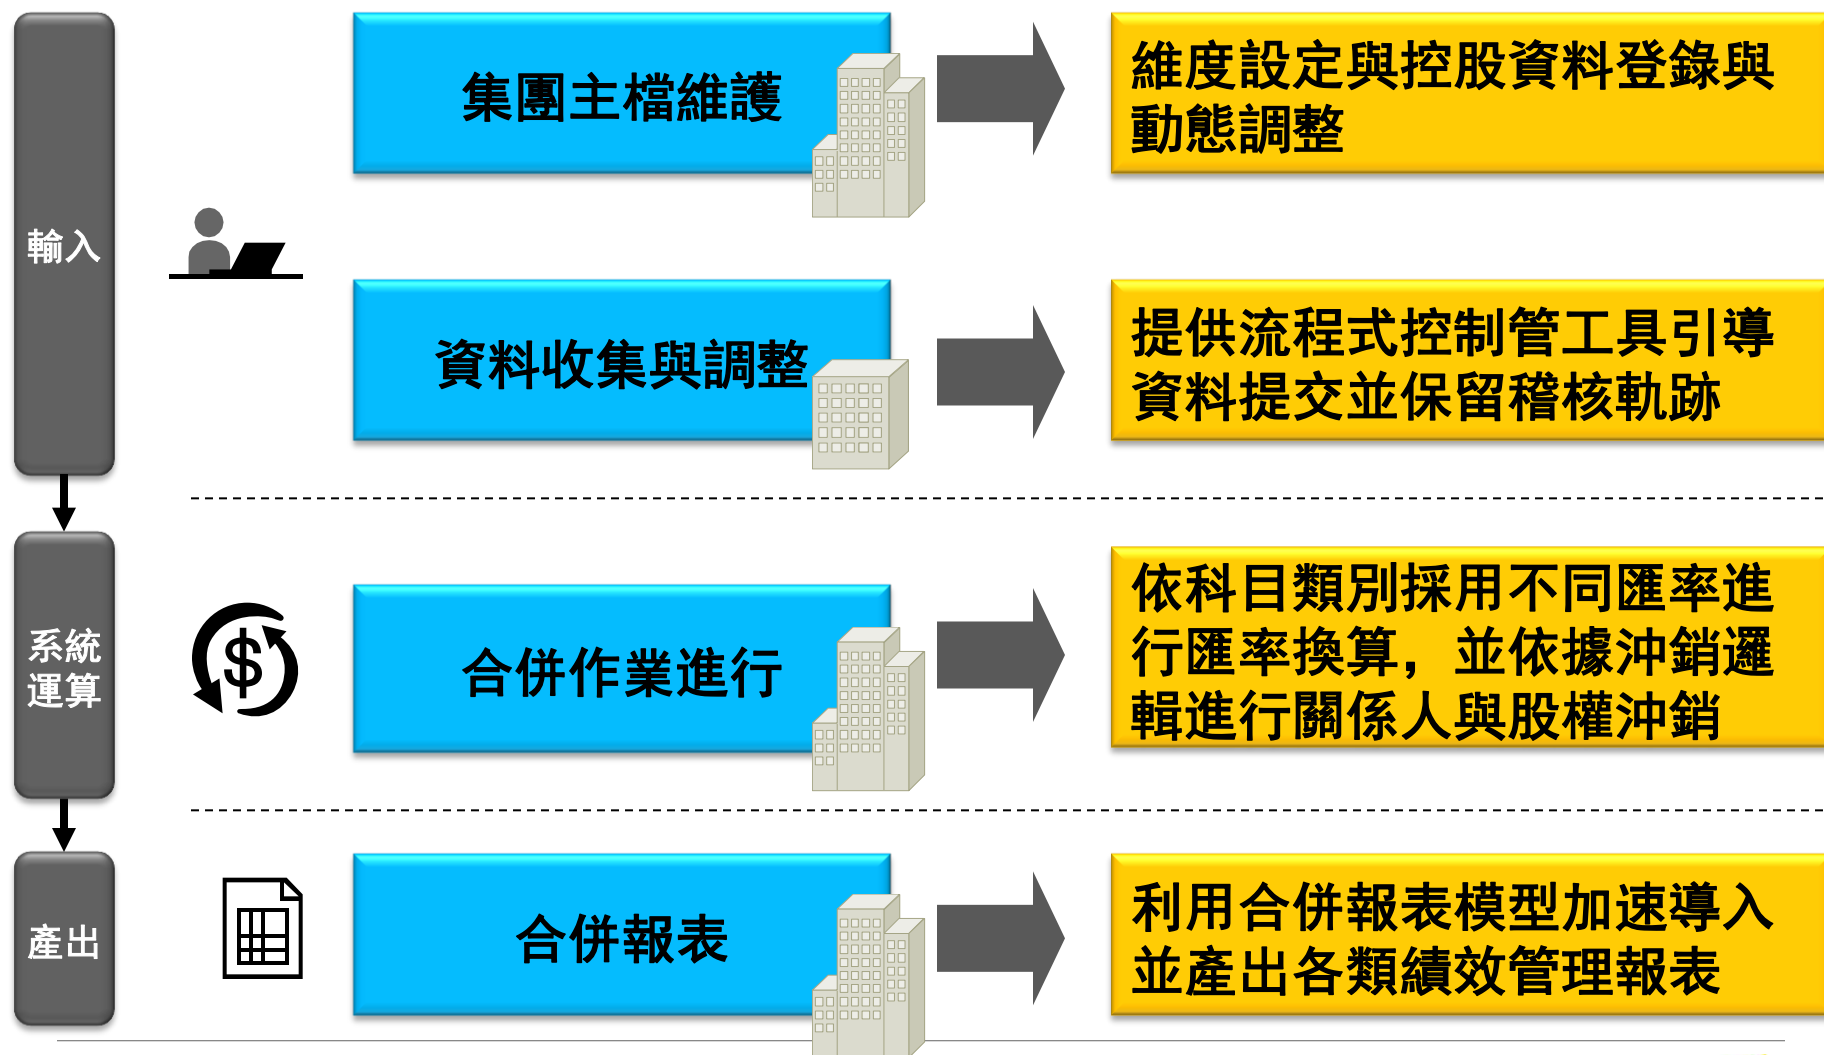 輸入
集團主檔維護
維度設定與控股資料登錄與
動態調整
資料收集與調整
提供流程式控制管工具引導
資料提交並保留稽核軌跡
系統
運算
合併作業進行
依科目類別採用不同匯率進
行匯率換算，並依據沖銷邏
輯進行關係人與股權沖銷
產出
合併報表
利用合併報表模型加速導入
並產出各類績效管理報表